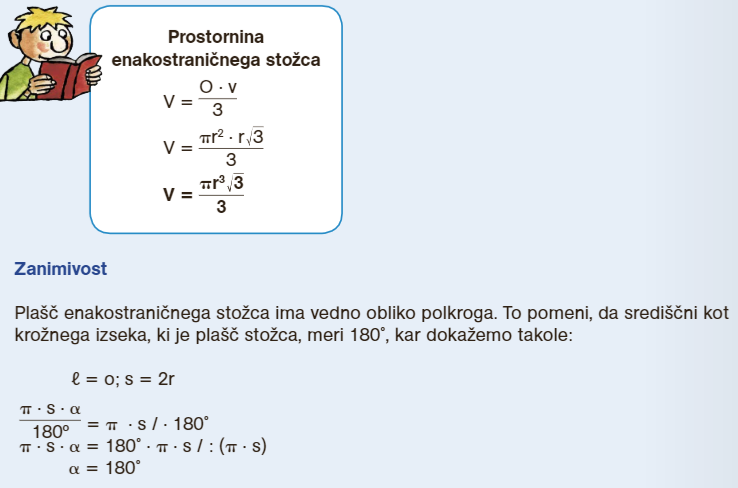 Prostornina
enakostraničnega stožca
V = O · v / 3
V = πr² · r√3 / 3
V = πr³√3 / 3
Zanimivost
Plašč enakostraničnega stožca ima vedno obliko polkroga. To pomeni, da središčni kot
krožnega izseka, ki je plašč stožca, meri 180°, kar dokažemo takole:
ℓ = o; s = 2r
π · s · α / 180° = π · s / · 180°
π · s · α = 180° · π · s / : (π · s)
α = 180°